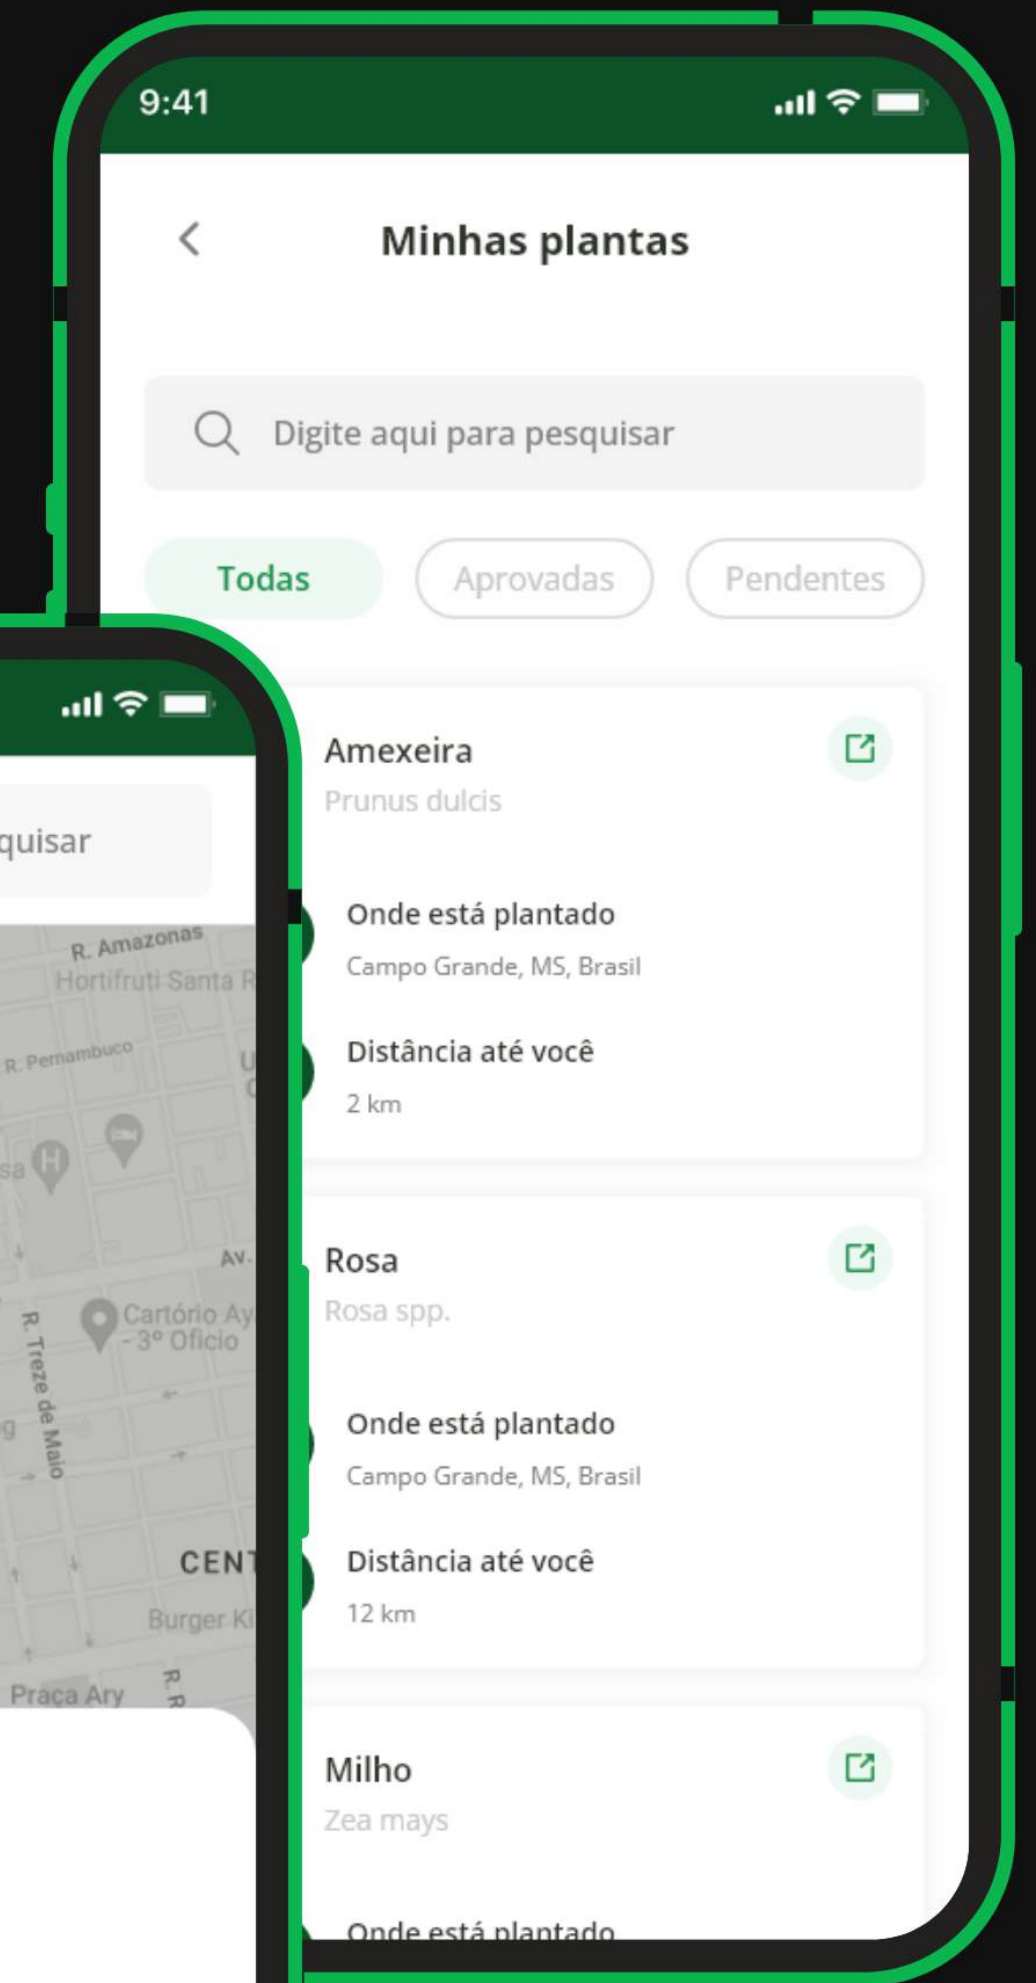 9:41
Minhas plantas
Digite aqui para pesquisar
Todas
Aprovadas
Pendentes
Amexeira
Prunus dulcis
Onde está plantado
Campo Grande, MS, Brasil
Distância até você
2 km
Rosa
Rosa spp.
Onde está plantado
Campo Grande, MS, Brasil
Distância até você
12 km
Milho
Zea mays
Onde está plantado
quisar
R. Amazonas
Hortifruti Santa R
R. Pernambuco
U
sa
H
Av.
Cartório Ay
- 3º Ofício
R. Treze de Maio
g
CENT
Burger Ki
Praça Ary
R. R